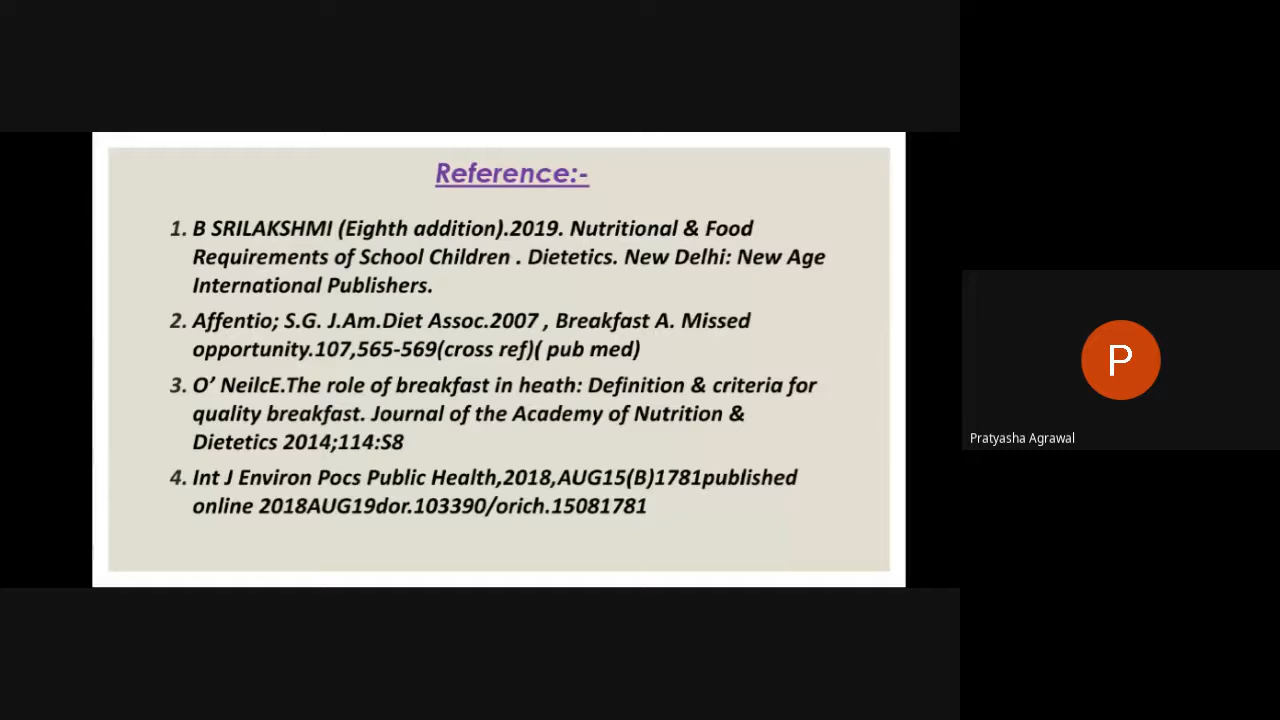 Reference:-
1. B SRILAKSHMI (Eighth addition).2019. Nutritional & Food
Requirements of School Children . Dietetics. New Delhi: New Age
International Publishers.
2. Affentio; S.G. J.Am.Diet Assoc.2007 , Breakfast A. Missed
opportunity.107,565-569(cross ref)( pub med)
3. O’ NeilcE.The role of breakfast in heath: Definition & criteria for
quality breakfast. Journal of the Academy of Nutrition &
Dietetics 2014;114:S8
4. Int J Environ Pocs Public Health,2018,AUG15(B)1781published
online 2018AUG19dor.103390/orich.15081781
P
Pratyasha Agrawal